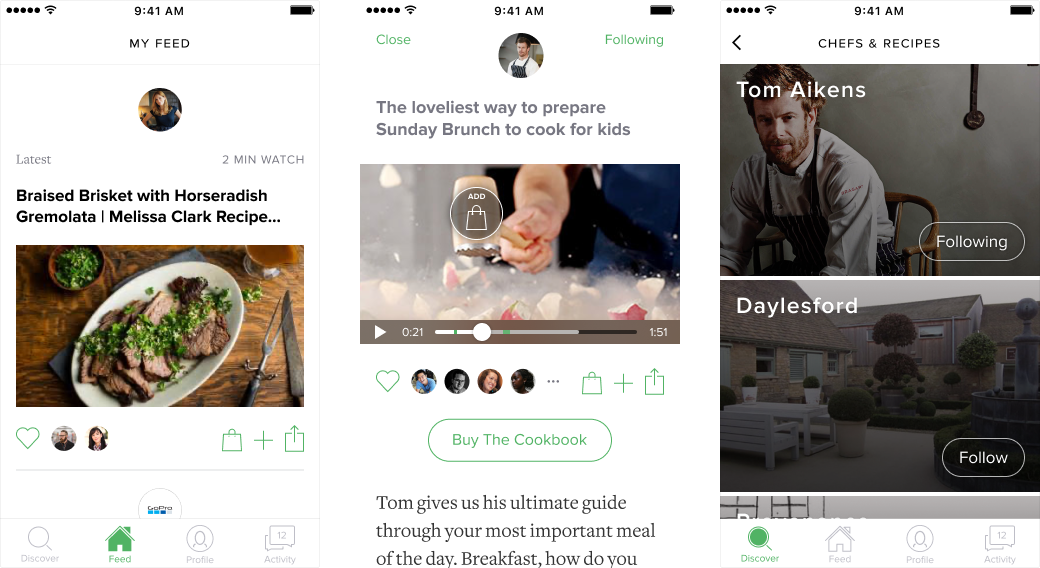 9:41 AM
MY FEED
Latest
2 MIN WATCH
Braised Brisket with Horseradish
Gremolata | Melissa Clark Recipe...
GoPro
Discover
Feed
Profile
12
Activity
9:41 AM
Close
Following
The loveliest way to prepare
Sunday Brunch to cook for kids
ADD
0:21
1:51
Buy The Cookbook
Tom gives us his ultimate guide
through your most important meal
of the day. Breakfast, how do you
9:41 AM
CHEFS & RECIPES
Tom Aikens
Following
Daylesford
Follow
Discover
Feed
Profile
12
Activity